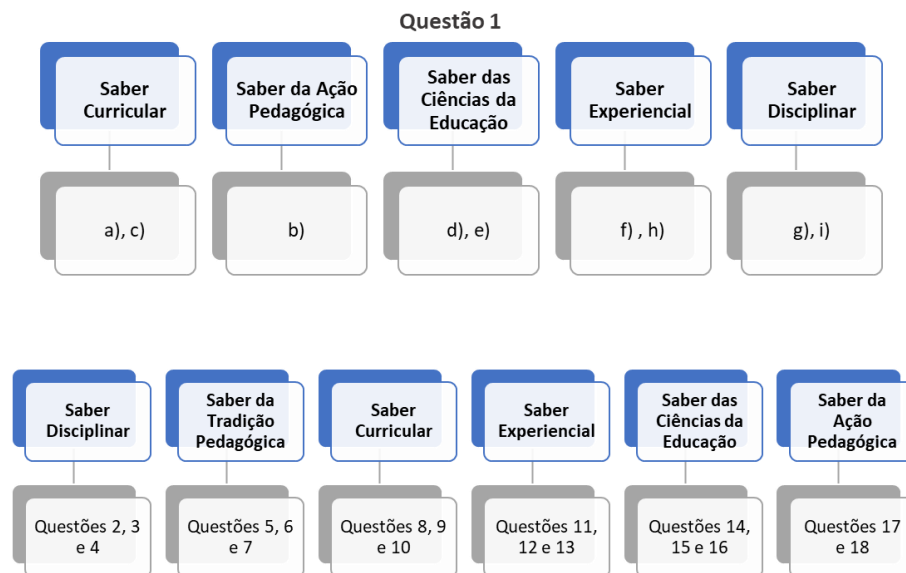 Questão 1
Saber
Curricular
Saber da Ação
Pedagógica
Saber das
Ciências da
Educação
Saber
Experiencial
Saber
Disciplinar
a), c)
b)
d), e)
f) , h)
g), i)
Saber
Disciplinar
Saber da
Tradição
Pedagógica
Saber
Curricular
Saber
Experiencial
Saber das
Ciências da
Educação
Saber da
Ação
Pedagógica
Questões 2, 3
e 4
Questões 5, 6
e 7
Questões 8, 9
e 10
Questões 11,
12 e 13
Questões 14,
15 e 16
Questões 17
e 18